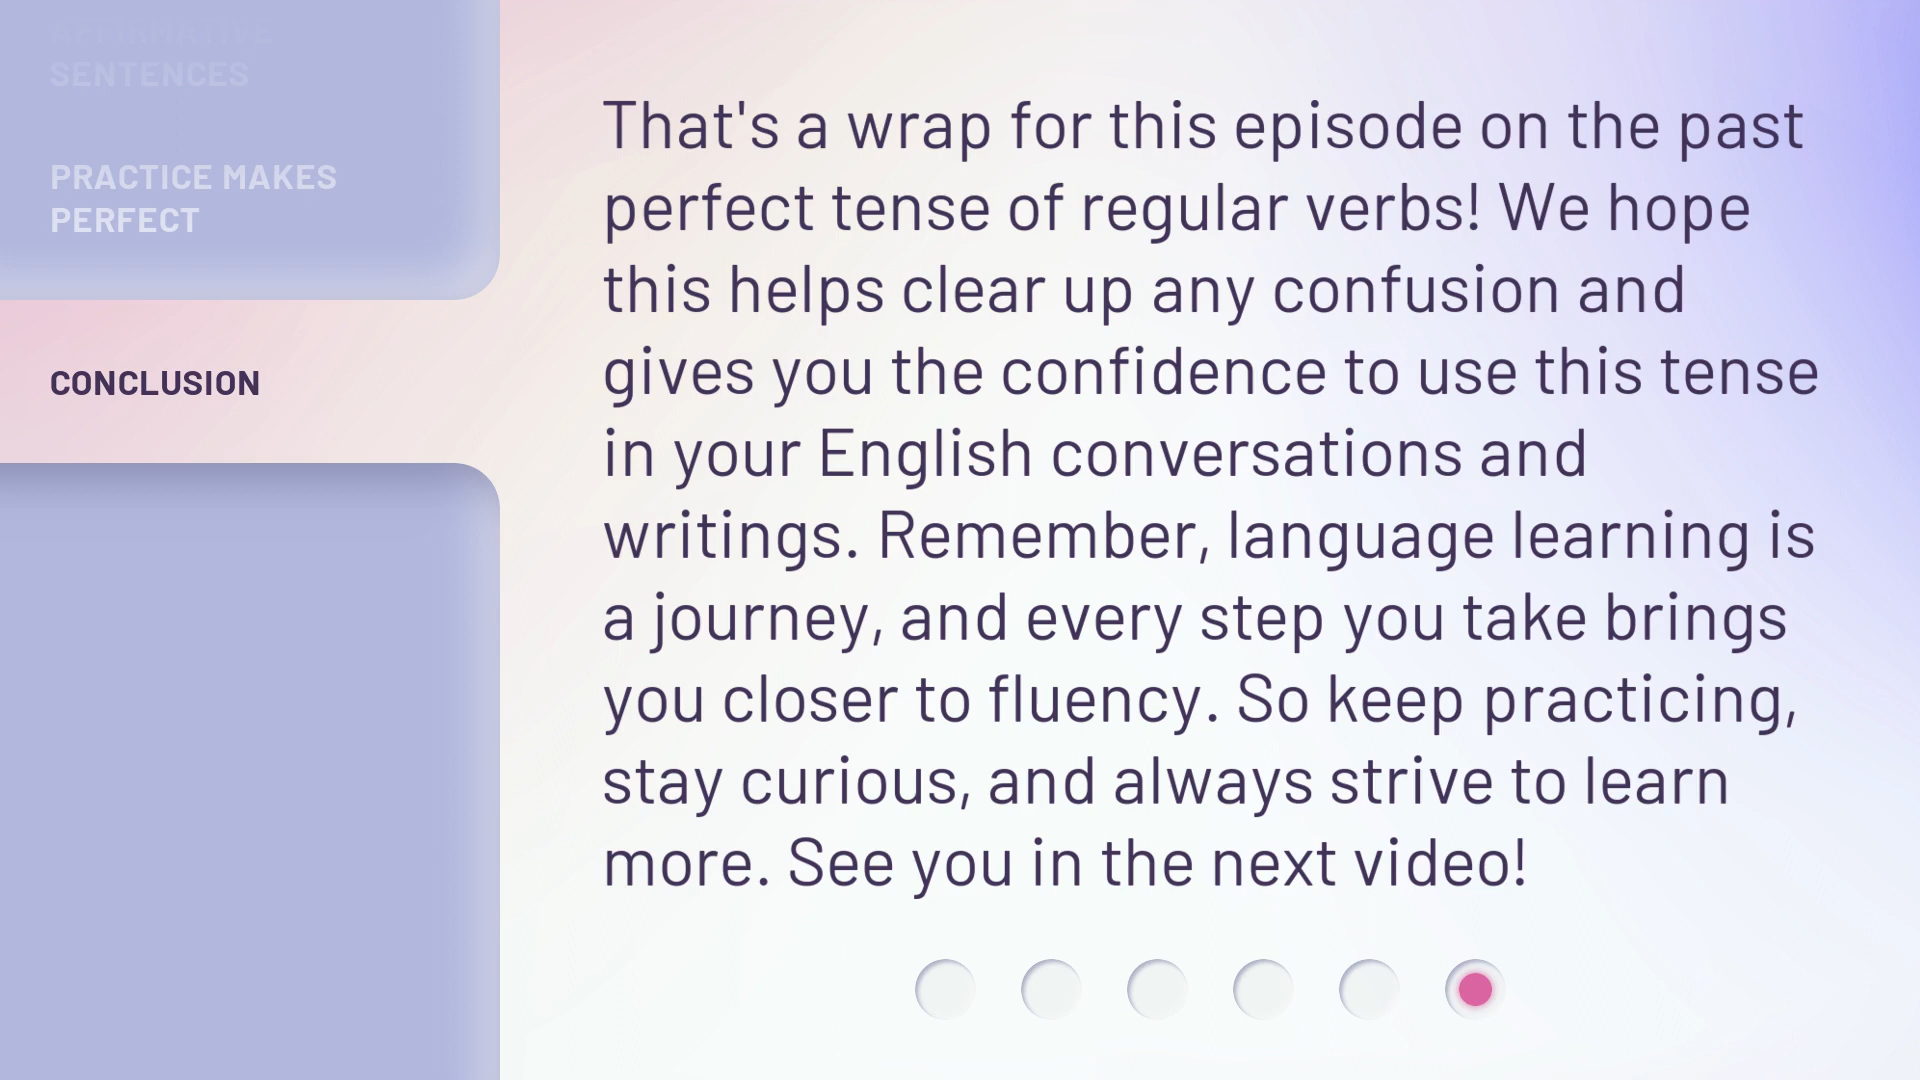 AFFIRMATIVE
SENTENCES
PRACTICE MAKES
PERFECT
CONCLUSION
That's a wrap for this episode on the past
perfect tense of regular verbs! We hope
this helps clear up any confusion and
gives you the confidence to use this tense
in your English conversations and
writings. Remember, language learning is
a journey, and every step you take brings
you closer to fluency. So keep practicing,
stay curious, and always strive to learn
more. See you in the next video!